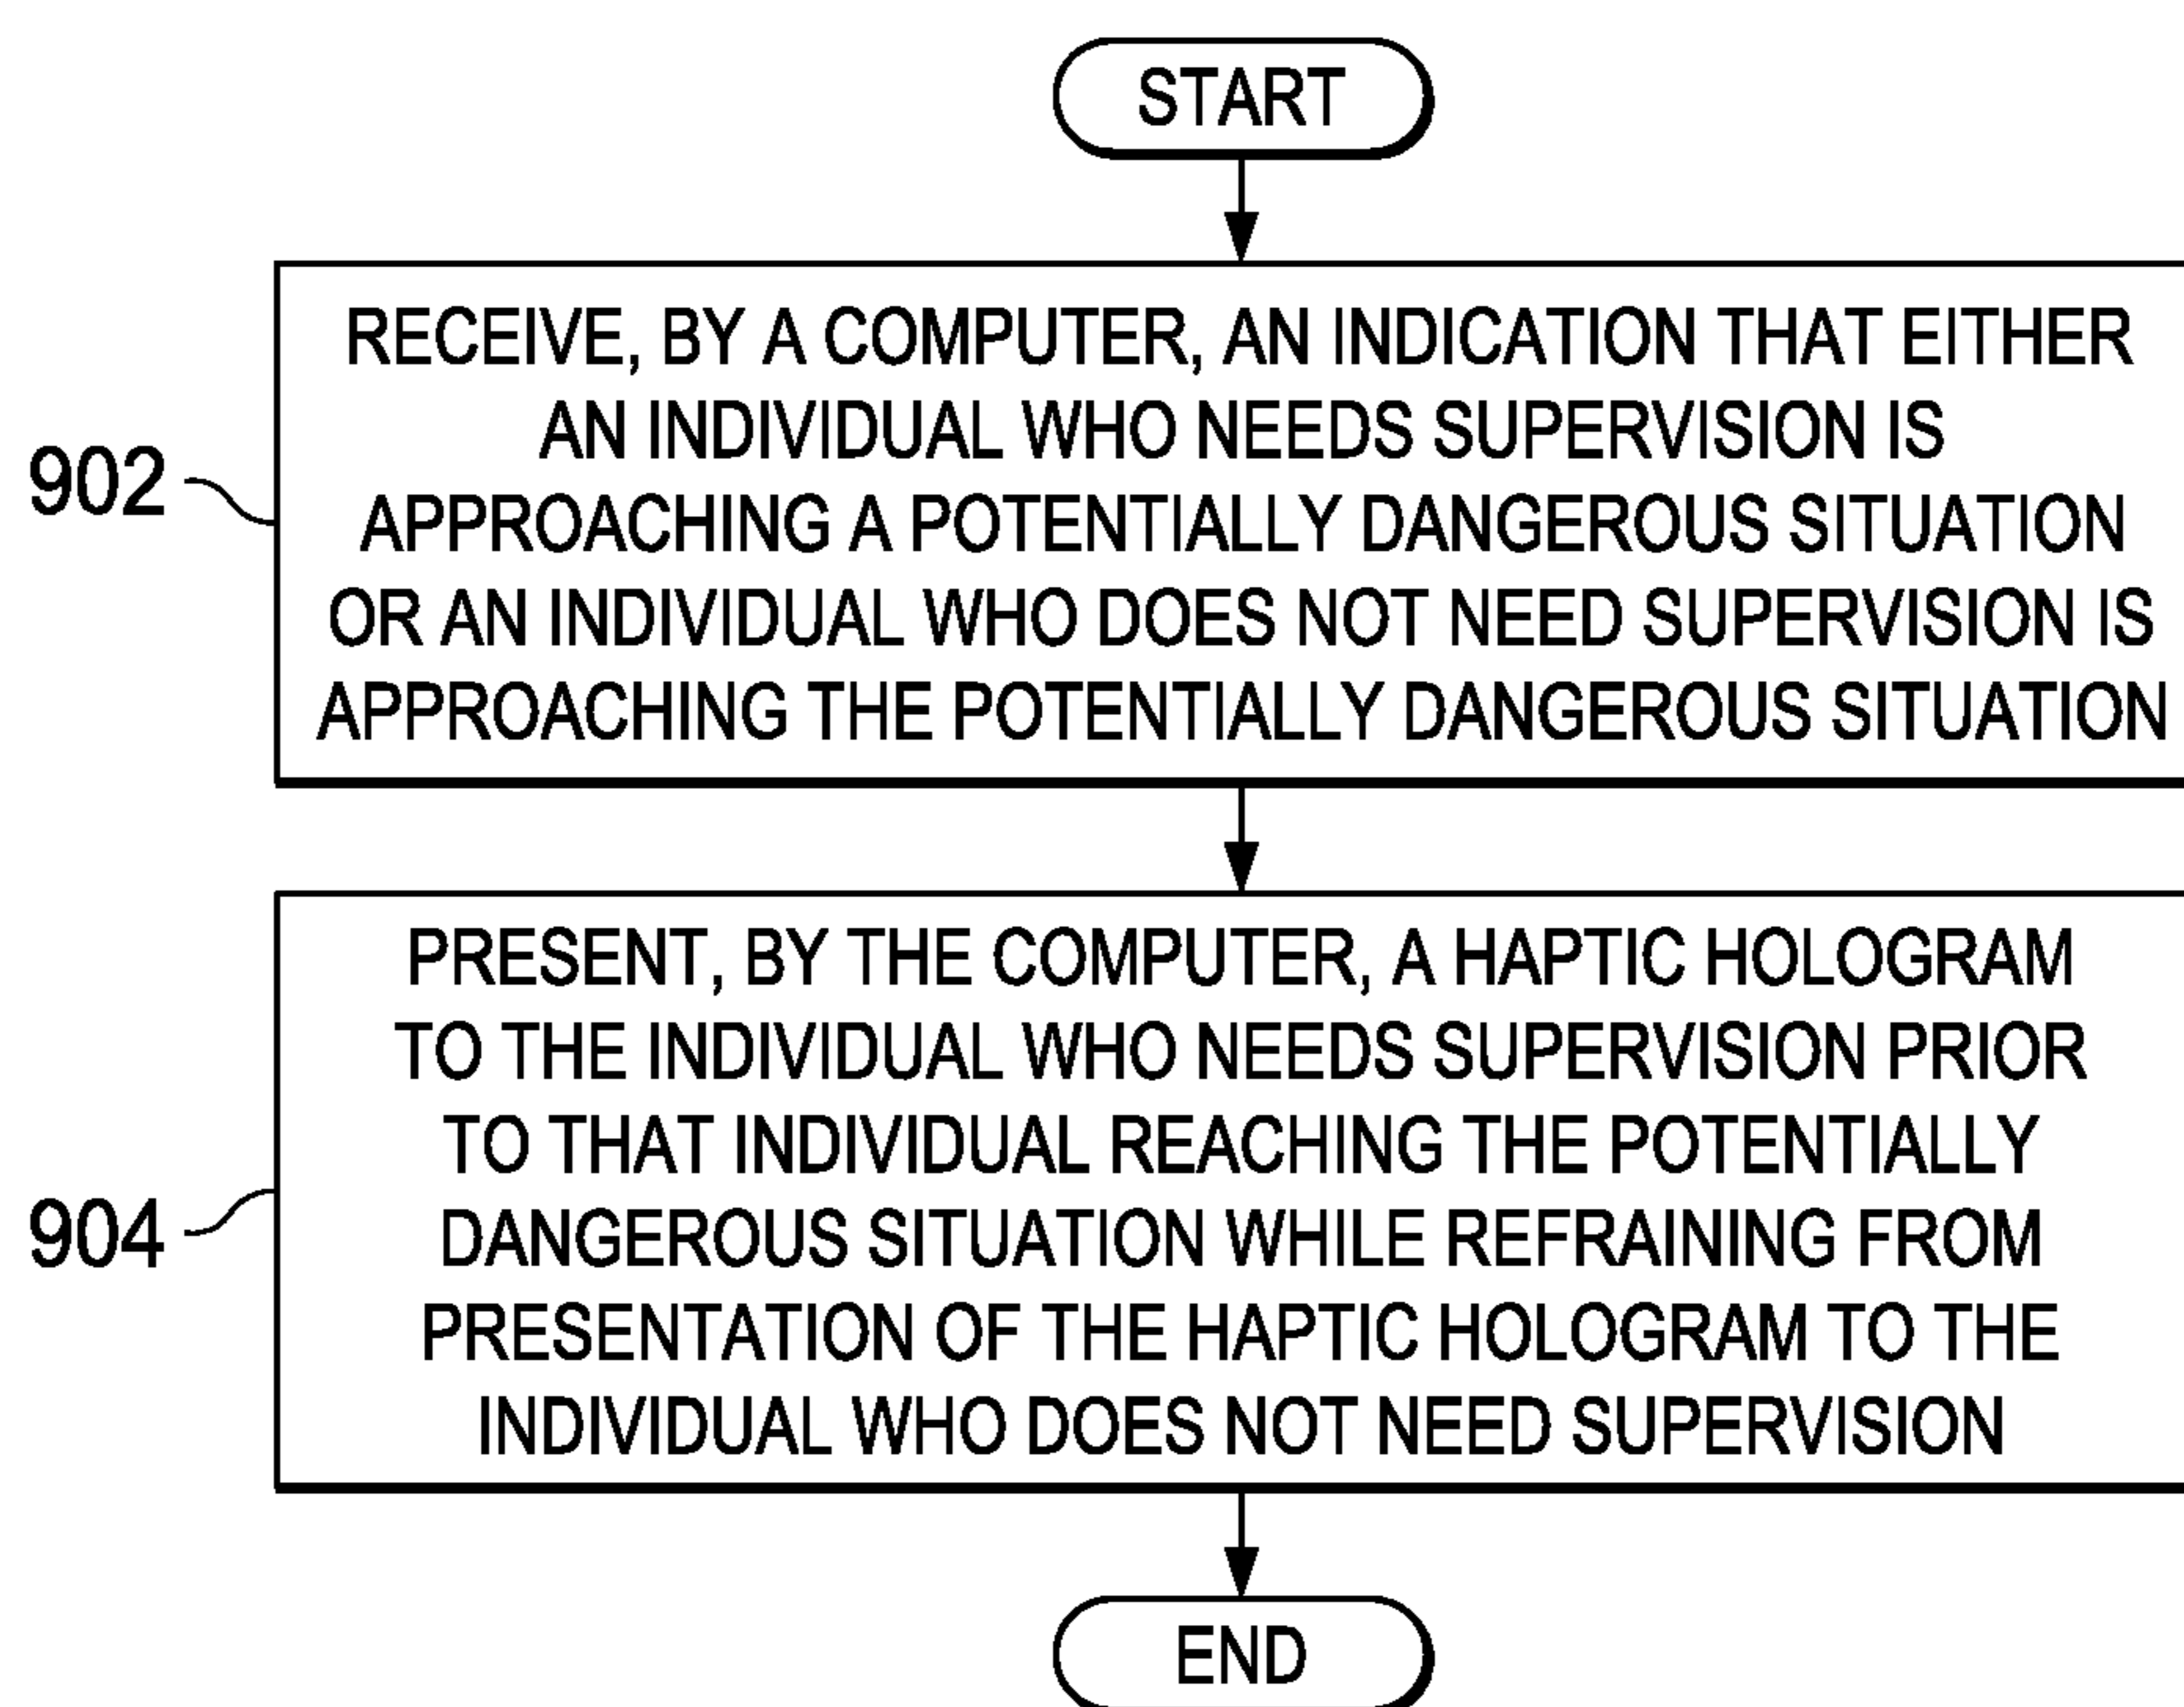 START
RECEIVE, BY A COMPUTER, AN INDICATION THAT EITHER
AN INDIVIDUAL WHO NEEDS SUPERVISION IS
902
APPROACHING A POTENTIALLY DANGEROUS SITUATION
OR AN INDIVIDUAL WHO DOES NOT NEED SUPERVISION IS
APPROACHING THE POTENTIALLY DANGEROUS SITUATION
PRESENT, BY THE COMPUTER, A HAPTIC HOLOGRAM
TO THE INDIVIDUAL WHO NEEDS SUPERVISION PRIOR
TO THAT INDIVIDUAL REACHING THE POTENTIALLY
904
DANGEROUS SITUATION WHILE REFRAINING FROM
PRESENTATION OF THE HAPTIC HOLOGRAM TO THE
INDIVIDUAL WHO DOES NOT NEED SUPERVISION
END